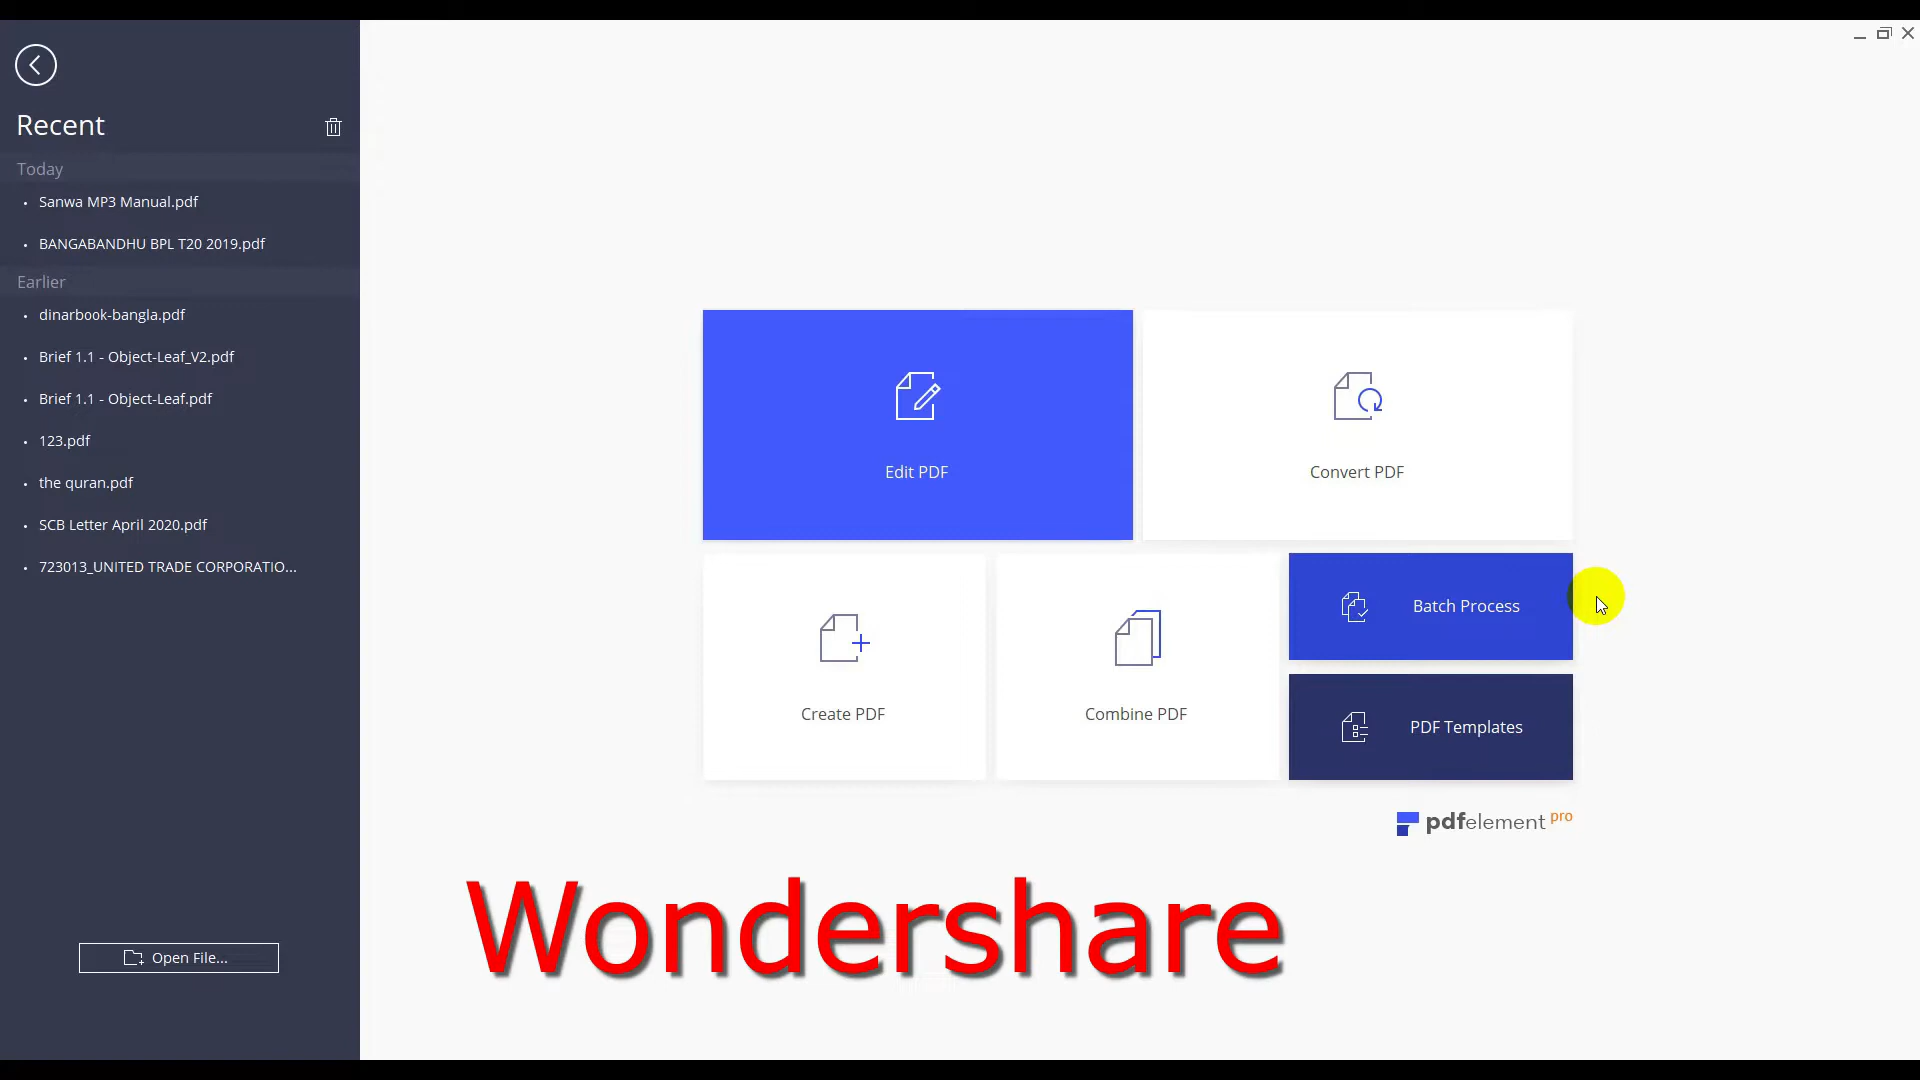 Recent
Today
Sanwa MP3 Manual.pdf
BANGABANDHU BPL T20 2019.pdf
Earlier
dinarbook-bangla.pdf
Brief 1.1 - Object-Leaf_V2.pdf
Brief 1.1 - Object-Leaf.pdf
123.pdf
the quran.pdf
SCB Letter April 2020.pdf
723013_UNITED TRADE CORPORATIO...
Open File...
Edit PDF
Convert PDF
Create PDF
Combine PDF
Batch Process
PDF Templates
pdfelement pro
Wondershare